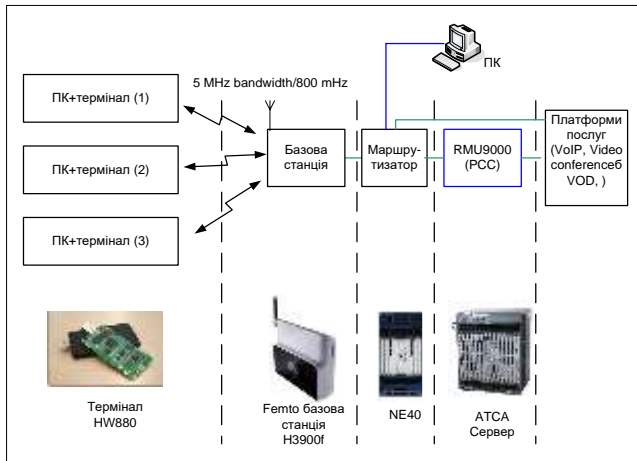 ПК
ПК+термінал (1)
5 MHz bandwidth/800 mHz
ПК+термінал (2)
ПК+термінал (3)
Базова
станція
Маршру-
тизатор
RMU9000
(PCC)
Платформи
послуг
(VoIP, Video
conferenceб
VOD, )
Термінал
HW880
Femto базова
станція
H3900f
NE40
ATCA
Сервер